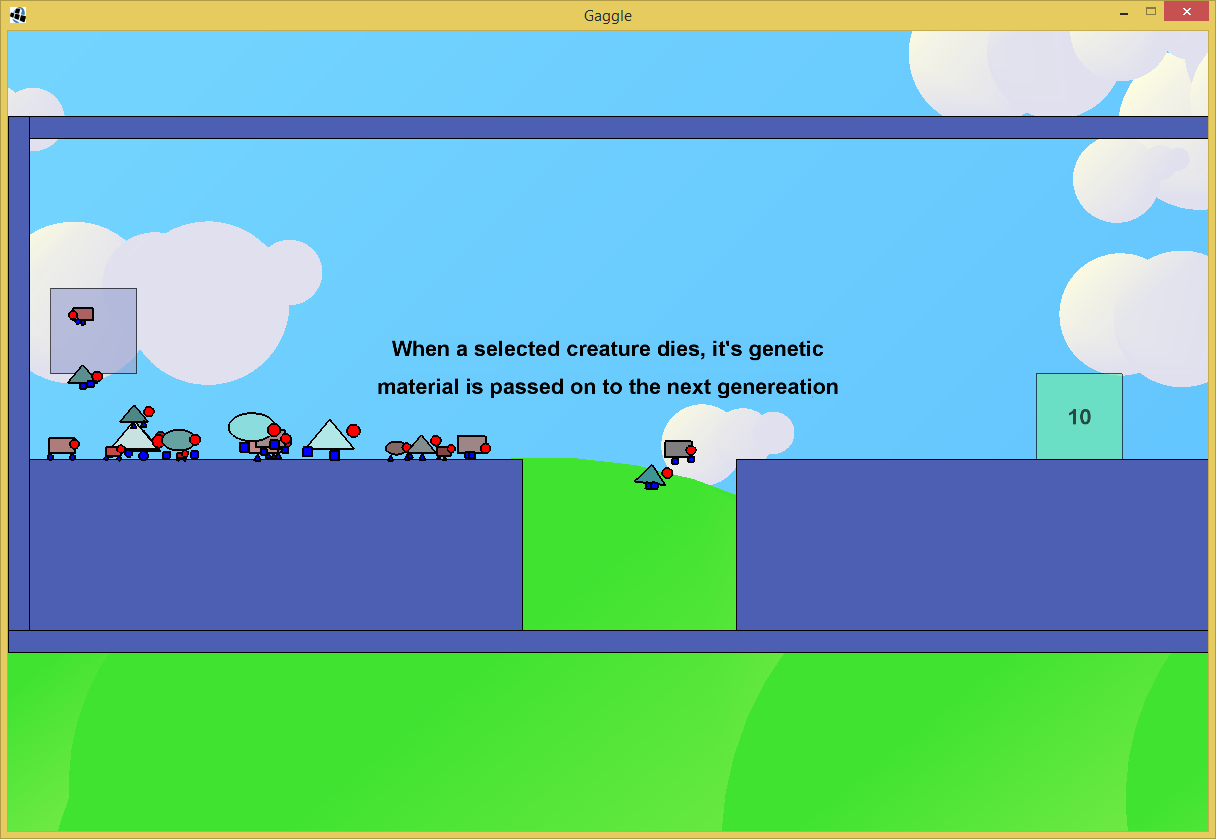 Gaggle
When a selected creature dies, it's genetic
material is passed on to the next genereation
10